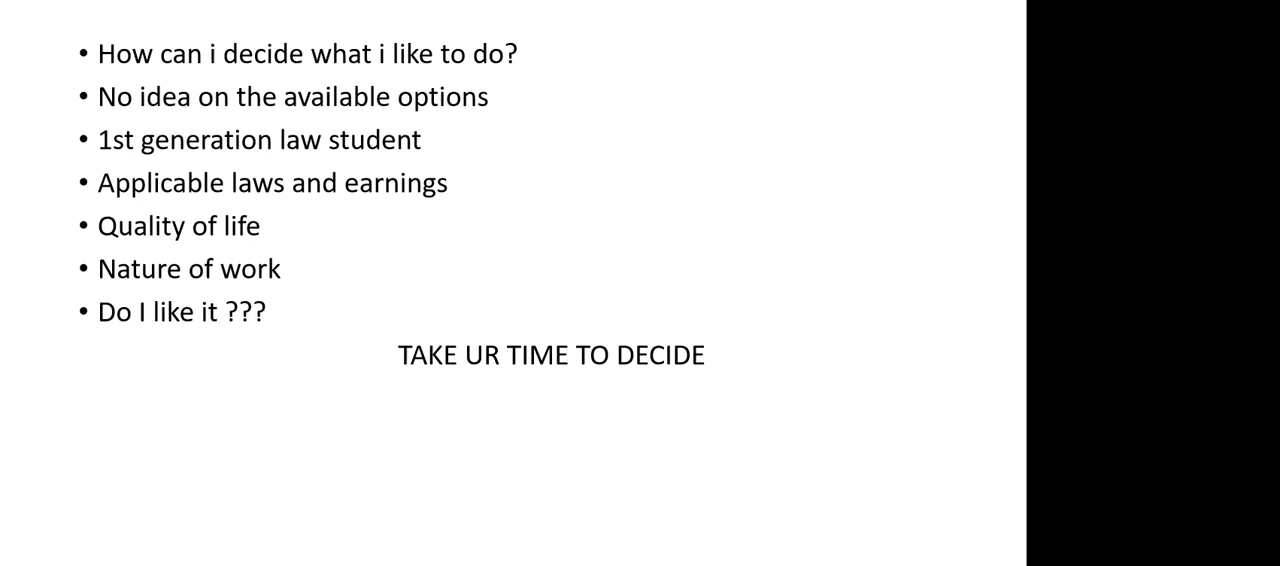 • How can i decide what i like to do?
• No idea on the available options
• 1st generation law student
• Applicable laws and earnings
• Quality of life
• Nature of work
• Do I like it ???
TAKE UR TIME TO DECIDE